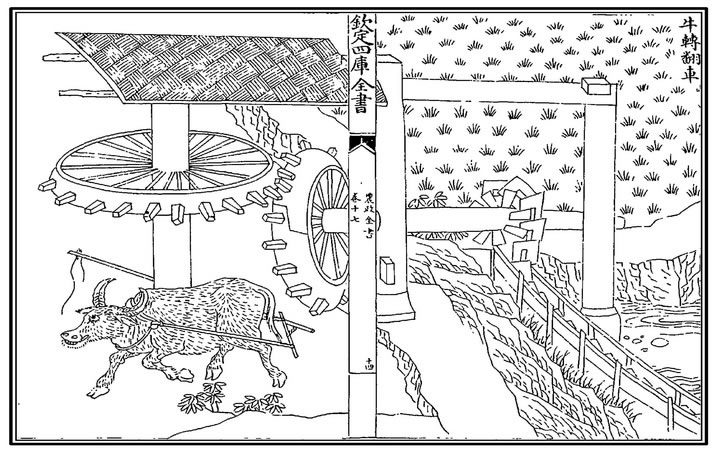 牛轉翻車
欽定四庫全書
農政全書
卷十七
十四